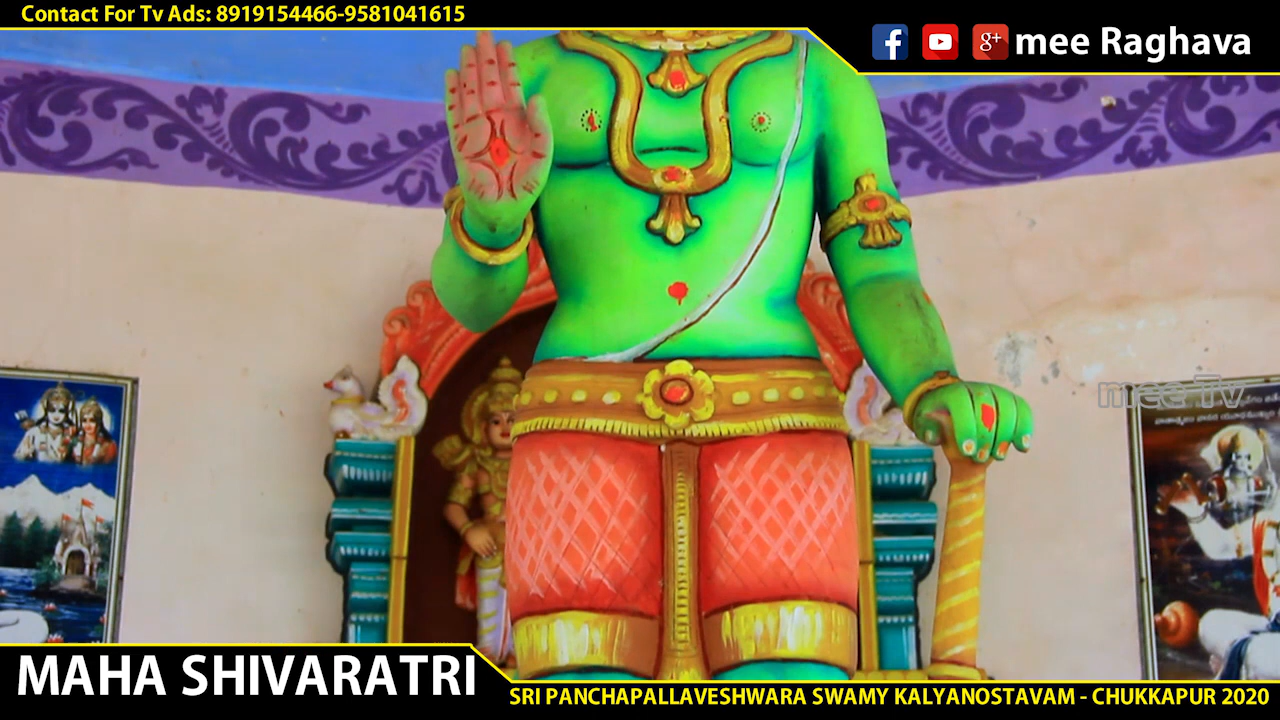 Contact For Tv Ads: 8919154466-9581041615
mee Raghava
mee Tv
MAHA SHIVARATRI
SRI PANCHAPALLAVESHWARA SWAMY KALYANOSTAVAM - CHUKKAPUR 2020